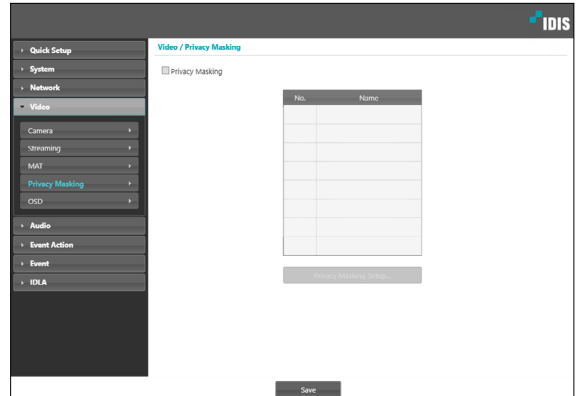 IDIS
Quick Setup
System
Network
Video
Camera
Streaming
MAT
Privacy Masking
OSD
Audio
Event Action
Event
IDLA
Video / Privacy Masking
Privacy Masking
No. Name
Privacy Masking Setup...
Save